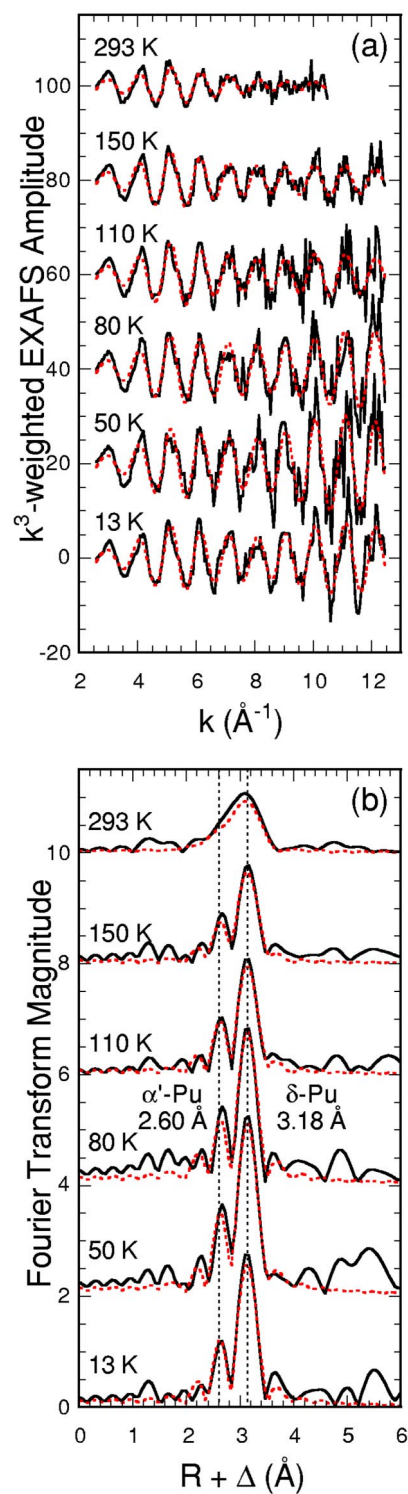 (a)
293 K
100
150 K
80
110 K
60
80 K
40
50 K
20
13 K
0
-20
k³-weighted EXAFS Amplitude
2 4 6 8 10 12
k (Å⁻¹)
(b)
293 K
10
150 K
8
110 K
6
α'-Pu δ-Pu
2.60 Å 3.18 Å
80 K
4
50 K
2
13 K
0
Fourier Transform Magnitude
0 1 2 3 4 5 6
R + Δ (Å)